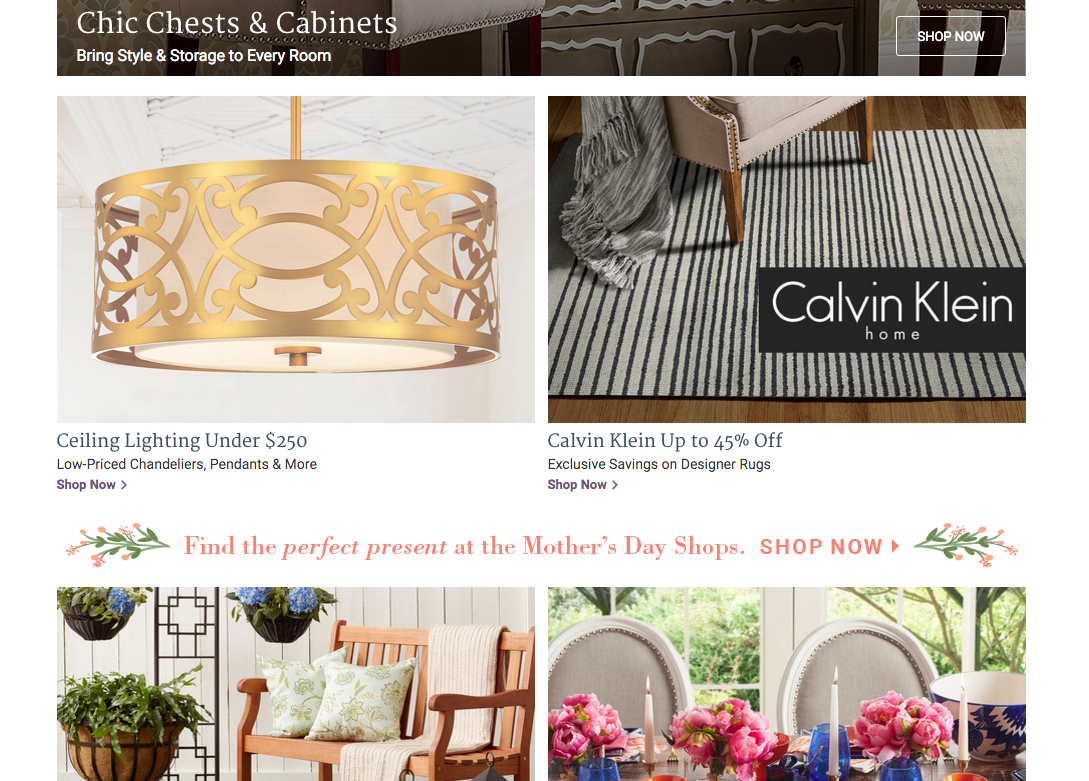 Chic Chests & Cabinets
Bring Style & Storage to Every Room
SHOP NOW
Calvin Klein
home
Ceiling Lighting Under $250
Low-Priced Chandeliers, Pendants & More
Shop Now >
Calvin Klein Up to 45% Off
Exclusive Savings on Designer Rugs
Shop Now >
Find the perfect present at the Mother's Day Shops. SHOP NOW